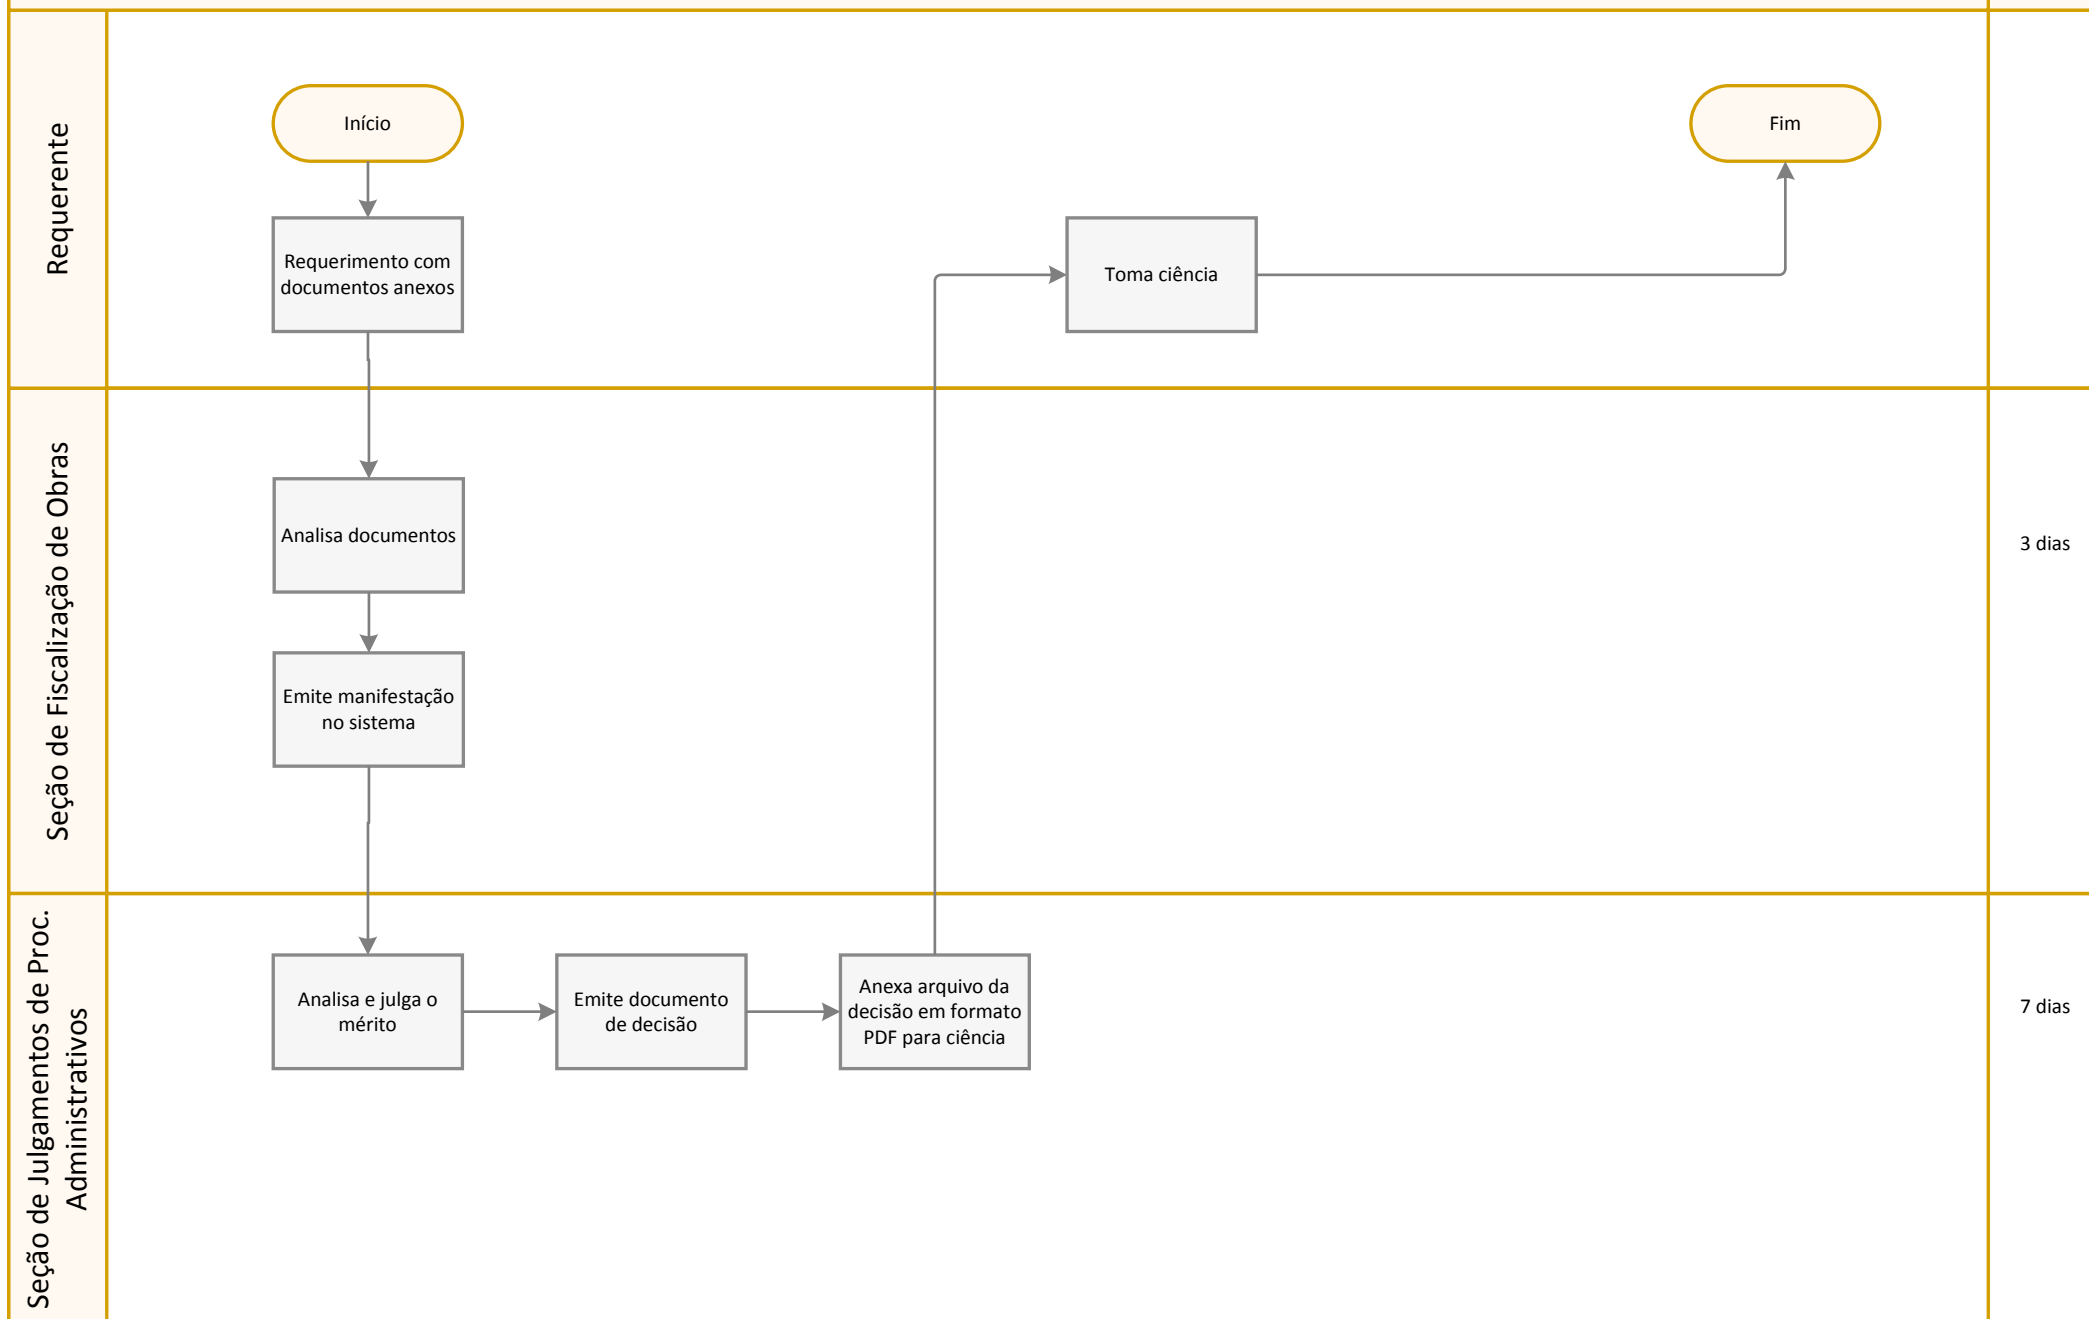 Requerente
Início
Fim
Requerimento com
documentos anexos
Toma ciência
Seção de Fiscalização de Obras
Analisa documentos
3 dias
Emite manifestação
no sistema
Seção de Julgamentos de Proc.
Administrativos
Analisa e julga o
mérito
Emite documento
de decisão
Anexa arquivo da
decisão em formato
PDF para ciência
7 dias